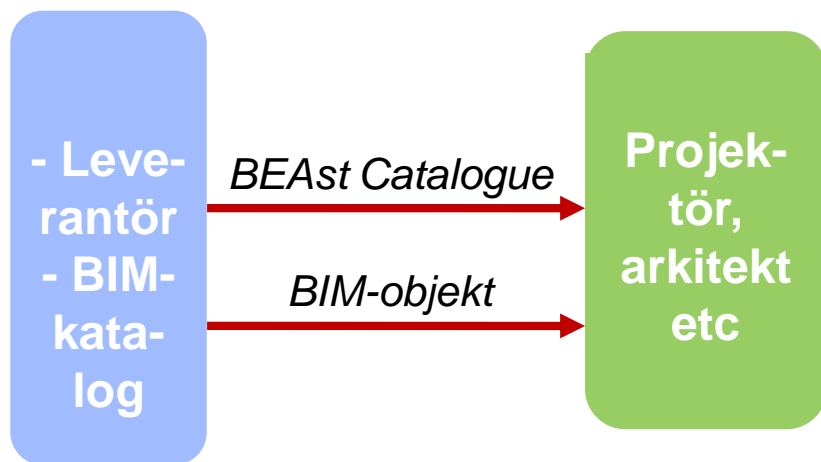 - Leve-
rantör
- BIM-
kata-
log
BEAst Catalogue
BIM-objekt
Projek-
tör,
arkitekt
etc